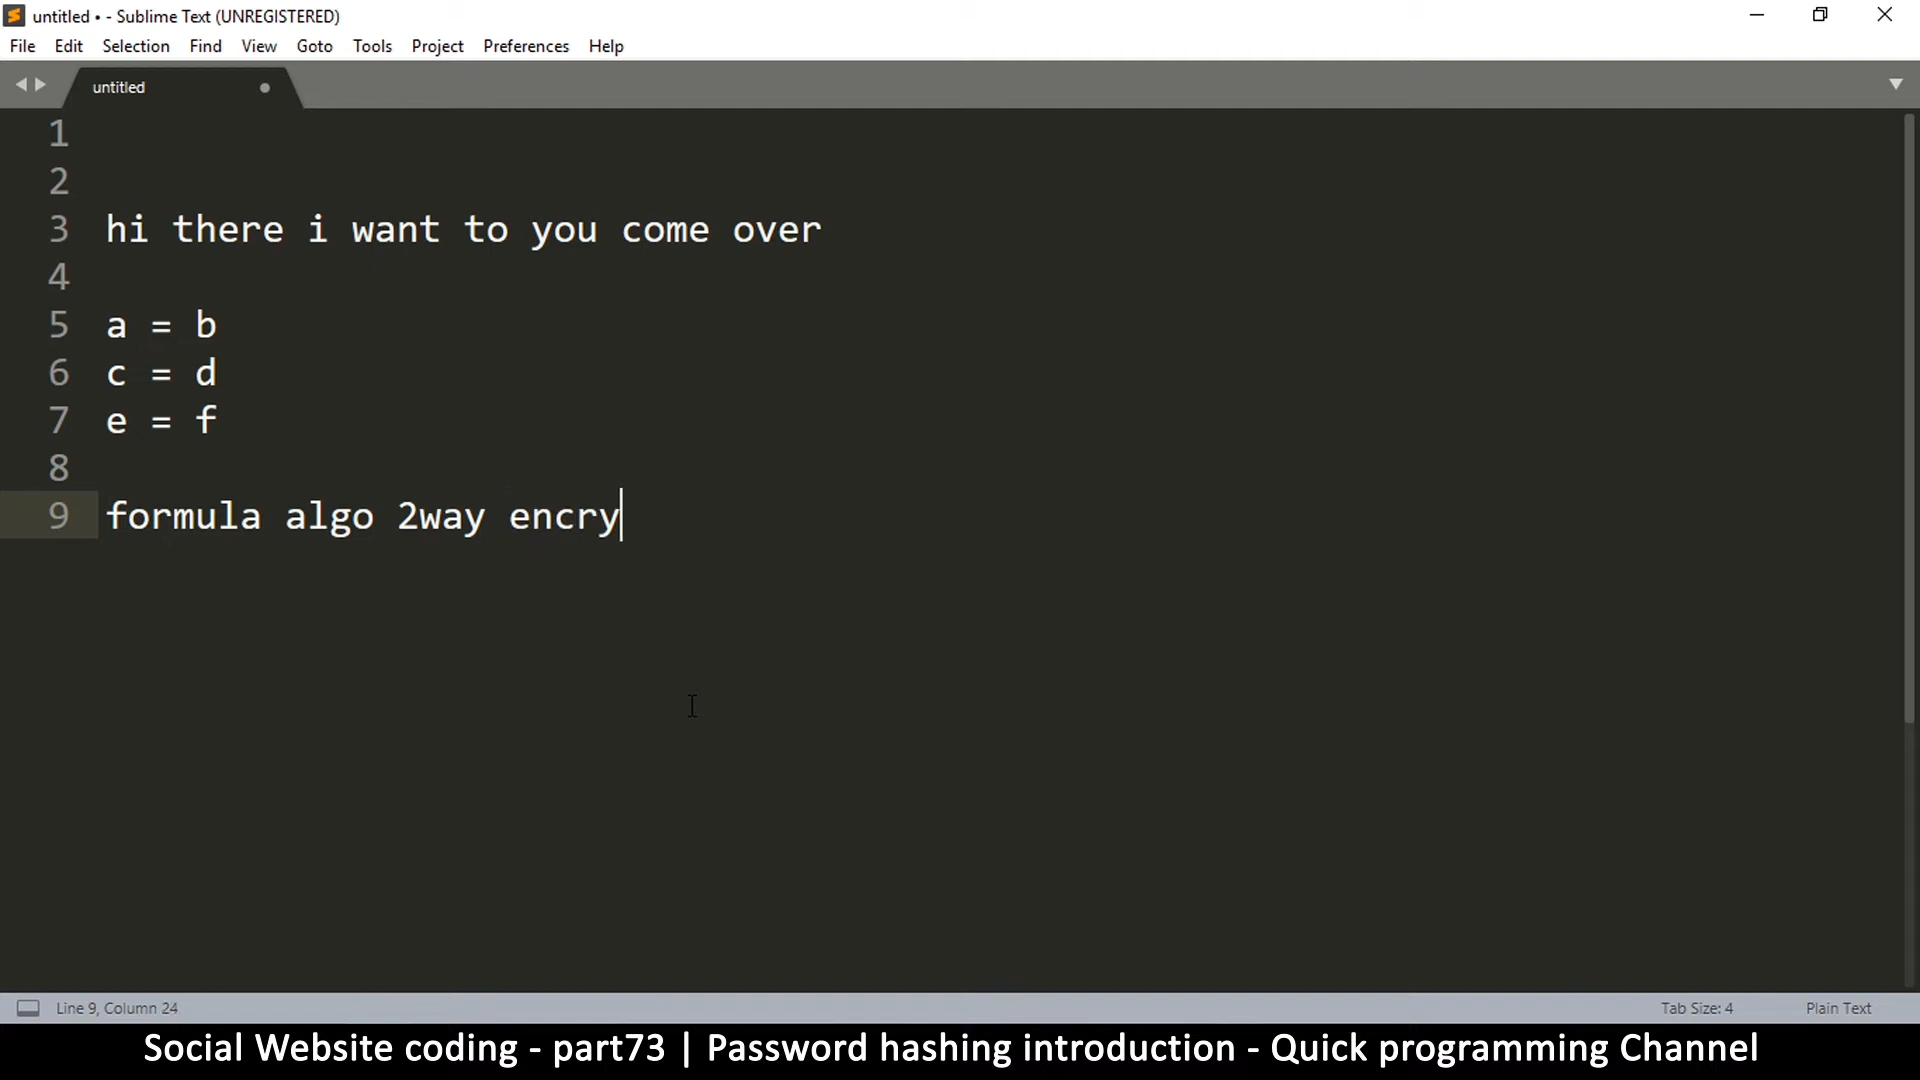 untitled • - Sublime Text (UNREGISTERED)
File Edit Selection Find View Goto Tools Project Preferences Help
untitled
1
2
3 hi there i want to you come over
4
5 a = b
6 c = d
7 e = f
8
9 formula algo 2way encry
Line 9, Column 24 Tab Size: 4 Plain Text
Social Website coding - part73 | Password hashing introduction - Quick programming Channel